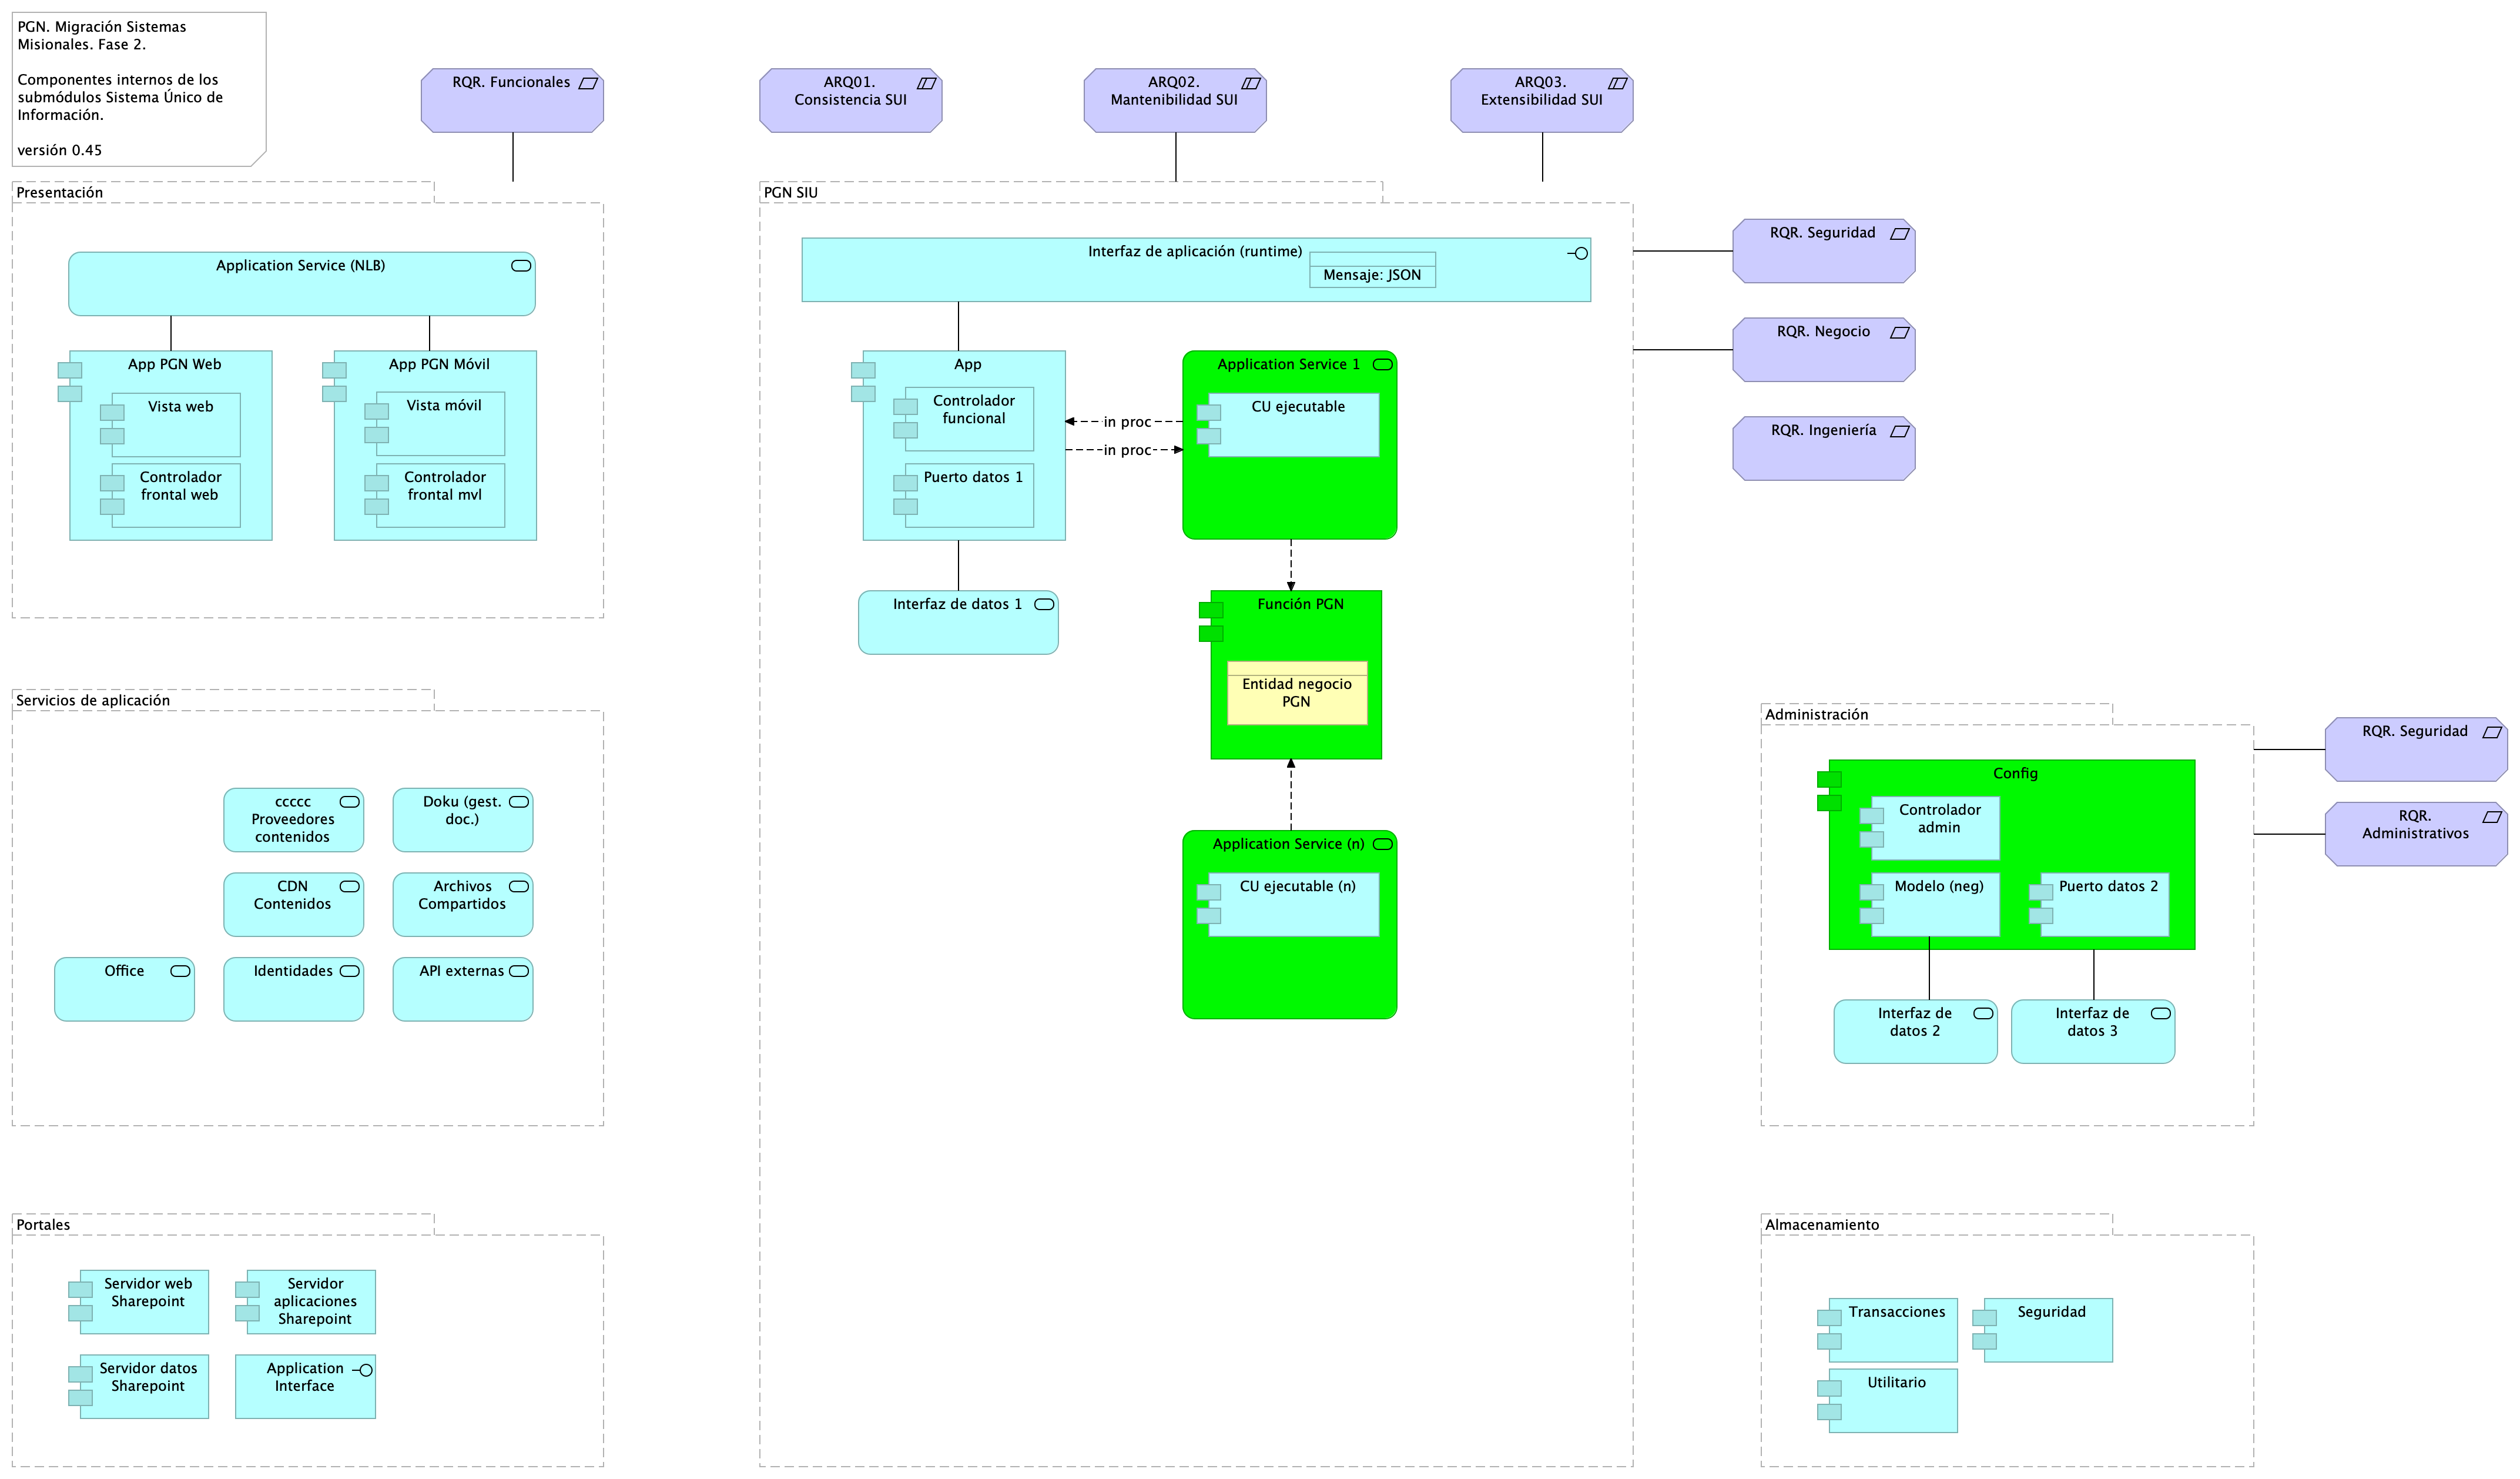 PGN. Migración Sistemas
Misionales. Fase 2.
Componentes internos de los
submódulos Sistema Único de
Información.
versión 0.45
RQR. Funcionales
ARQ01.
Consistencia SUI
ARQ02.
Mantenibilidad SUI
ARQ03.
Extensibilidad SUI
Presentación
Application Service (NLB)
App PGN Web
Vista web
Controlador
frontal web
App PGN Móvil
Vista móvil
Controlador
frontal mvl
PGN SIU
Interfaz de aplicación (runtime)
Mensaje: JSON
App
Controlador
funcional
Puerto datos 1
in proc
in proc
Application Service 1
CU ejecutable
Interfaz de datos 1
Función PGN
Entidad negocio
PGN
Application Service (n)
CU ejecutable (n)
RQR. Seguridad
RQR. Negocio
RQR. Ingeniería
Servicios de aplicación
ccccc
Proveedores
contenidos
Doku (gest.
doc.)
CDN
Contenidos
Archivos
Compartidos
Office
Identidades
API externas
Administración
Config
Controlador
admin
Modelo (neg)
Puerto datos 2
Interfaz de
datos 2
Interfaz de
datos 3
RQR. Seguridad
RQR.
Administrativos
Portales
Servidor web
Sharepoint
Servidor
aplicaciones
Sharepoint
Servidor datos
Sharepoint
Application
Interface
Almacenamiento
Transacciones
Seguridad
Utilitario